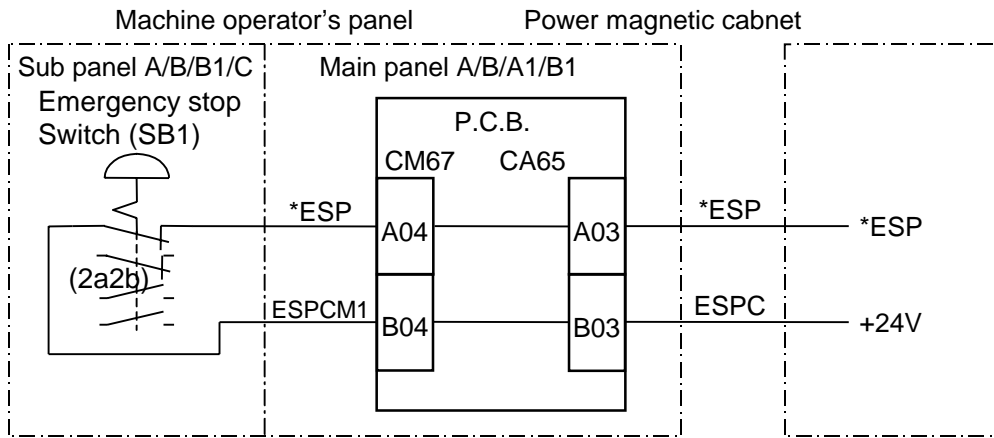 Machine operator's panel
Power magnetic cabnet
Sub panel A/B/B1/C
Main panel A/B/A1/B1
Emergency stop
Switch (SB1)
P.C.B.
CM67
CA65
*ESP
A04
A03
*ESP
*ESP
(2a2b)
ESPCM1
B04
B03
ESPC
+24V